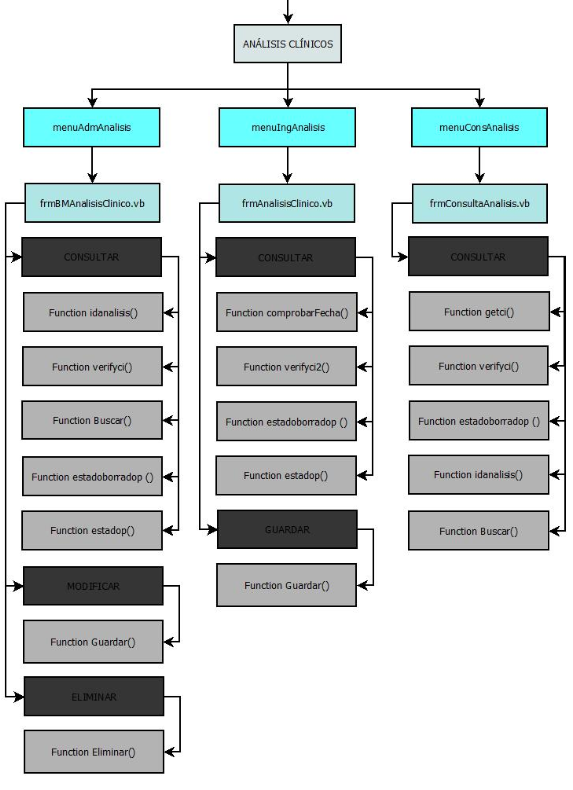 ANÁLISIS CLÍNICOS
menuAdmAnalisis
menuIngAnalisis
menuConsAnalisis
frmBMAnalisisClinico.vb
frmAnalisisClinico.vb
frmConsultaAnalisis.vb
CONSULTAR
CONSULTAR
CONSULTAR
Function idanalisis()
Function comprobarFecha()
Function getci()
Function verifyci()
Function verifyci2()
Function verifyci()
Function Buscar()
Function estadoborradop ()
Function estadoborradop ()
Function estadoborradop ()
Function estadop()
Function idanalisis()
Function estadop()
GUARDAR
Function Buscar()
MODIFICAR
Function Guardar()
Function Guardar()
ELIMINAR
Function Eliminar()